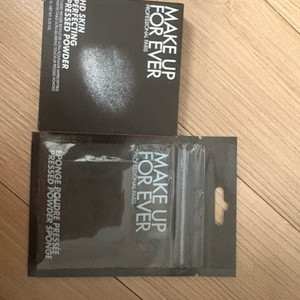 MAKE UP
FOR EVER
PROFESSIONAL PARIS
HD SKIN
PERFECTING
PRESSED POWDER
MAKE UP
FOR EVER
PROFESSIONAL PARIS
ÉPONGE POUDRE PRESSÉE
PRESSED POWDER SPONGE